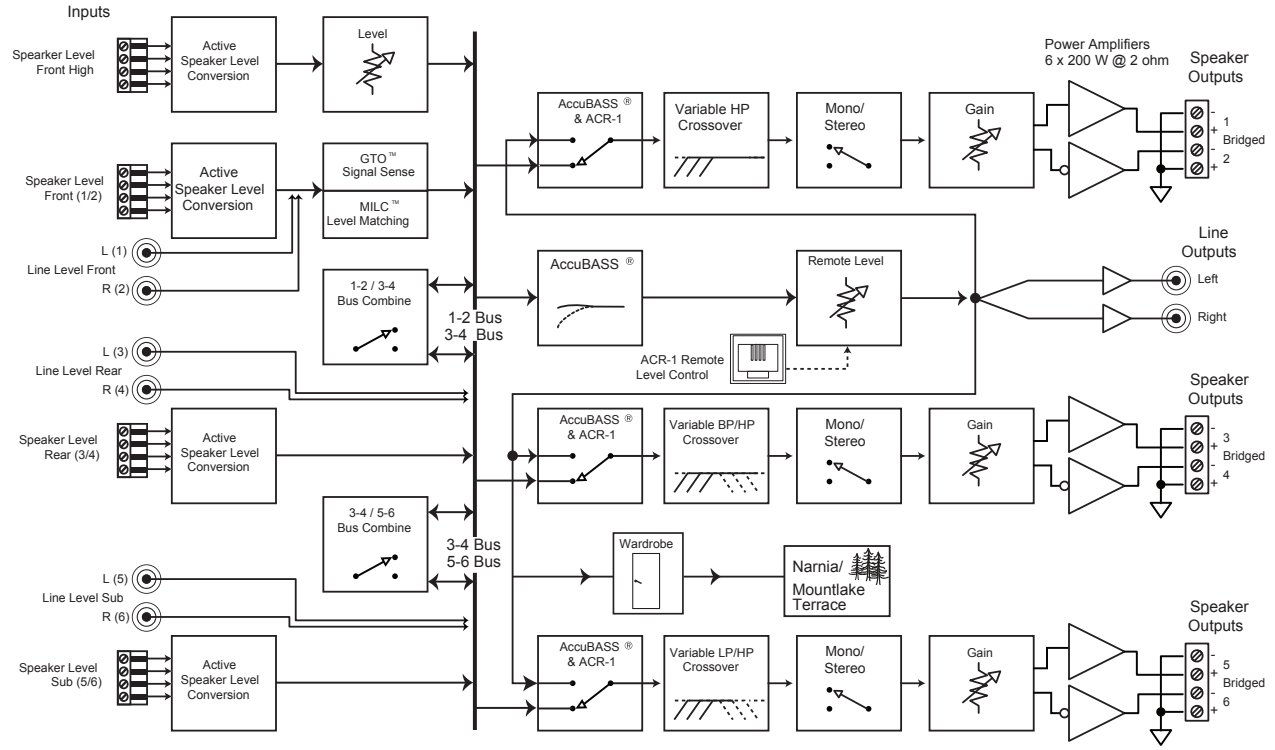 Inputs
Spearker Level
Front High
Active
Speaker Level
Conversion
Level
Speaker Level
Front (1/2)
Active
Speaker Level
Conversion
GTO™
Signal Sense
MILC™
Level Matching
L (1)
Line Level Front
R (2)
1-2 / 3-4
Bus Combine
1-2 Bus
3-4 Bus
L (3)
Line Level Rear
R (4)
Speaker Level
Rear (3/4)
Active
Speaker Level
Conversion
3-4 / 5-6
Bus Combine
3-4 Bus
5-6 Bus
L (5)
Line Level Sub
R (6)
Speaker Level
Sub (5/6)
Active
Speaker Level
Conversion
AccuBASS ®
& ACR-1
Variable HP
Crossover
Mono/
Stereo
Gain
Power Amplifiers
6 x 200 W @ 2 ohm
Speaker
Outputs
-
1
+
Bridged
-
2
+
AccuBASS ®
Remote Level
ACR-1 Remote
Level Control
Line
Outputs
Left
Right
AccuBASS ®
& ACR-1
Variable BP/HP
Crossover
Mono/
Stereo
Gain
Speaker
Outputs
-
3
+
Bridged
-
4
+
Wardrobe
Narnia/
Mountlake
Terrace
AccuBASS ®
& ACR-1
Variable LP/HP
Crossover
Mono/
Stereo
Gain
Speaker
Outputs
-
5
+
Bridged
-
6
+